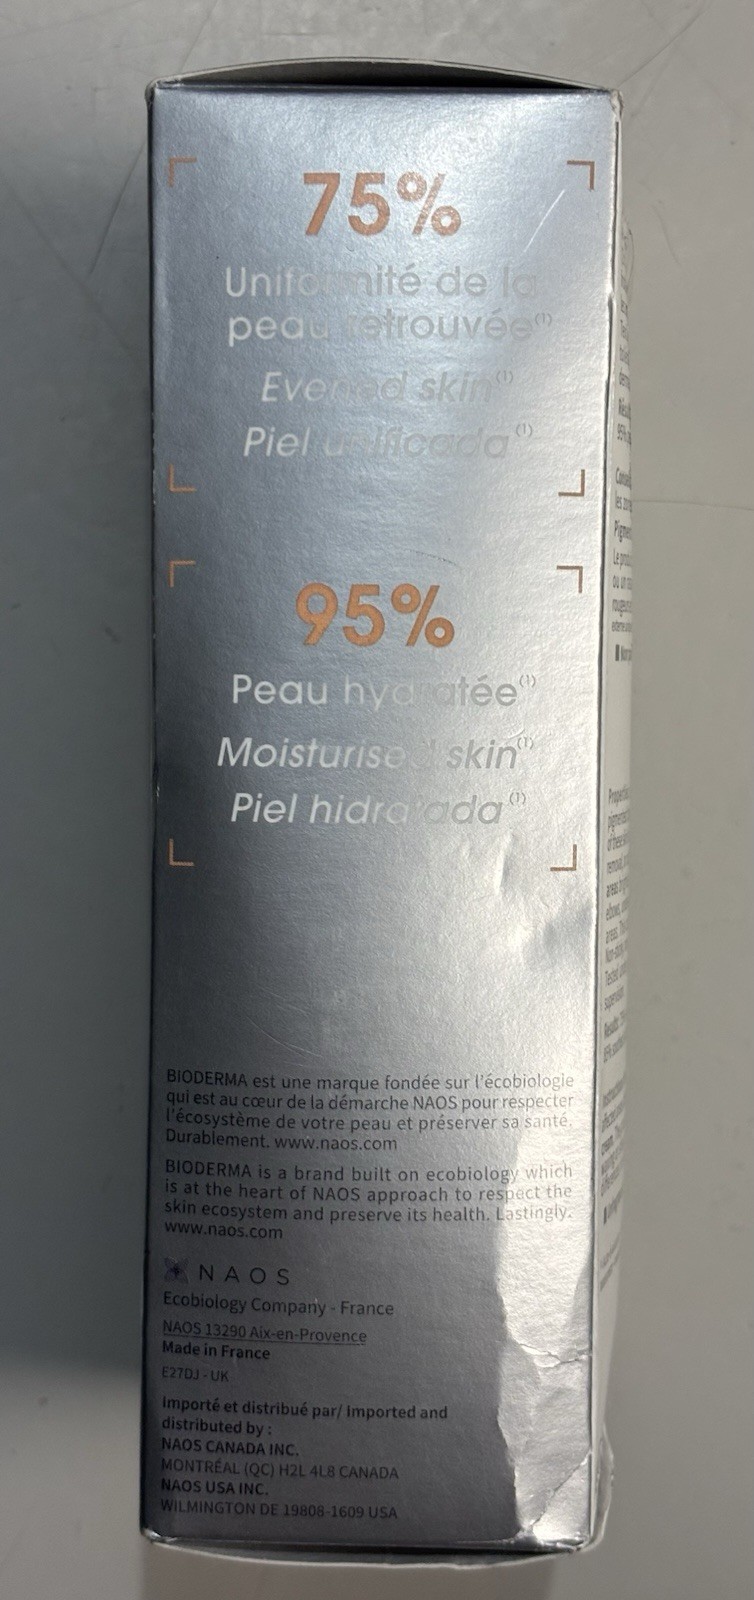 75%
Uniformité de la
peau retrouvée(1)
Evened skin(1)
Piel unificada(1)
95%
Peau hydratée(1)
Moisturised skin(1)
Piel hidratada(1)
BIODERMA est une marque fondée sur l'écobiologie
qui est au cœur de la démarche NAOS pour respecter
l'écosystème de votre peau et préserver sa santé.
Durablement. www.naos.com
BIODERMA is a brand built on ecobiology which
is at the heart of NAOS approach to respect the
skin ecosystem and preserve its health. Lastingly.
www.naos.com
NAOS
Ecobiology Company - France
NAOS 13290 Aix-en-Provence
Made in France
E27DJ - UK
Importé et distribué par/ Imported and
distributed by :
NAOS CANADA INC.
MONTRÉAL (QC) H2L 4L8 CANADA
NAOS USA INC.
WILMINGTON DE 19808-1609 USA